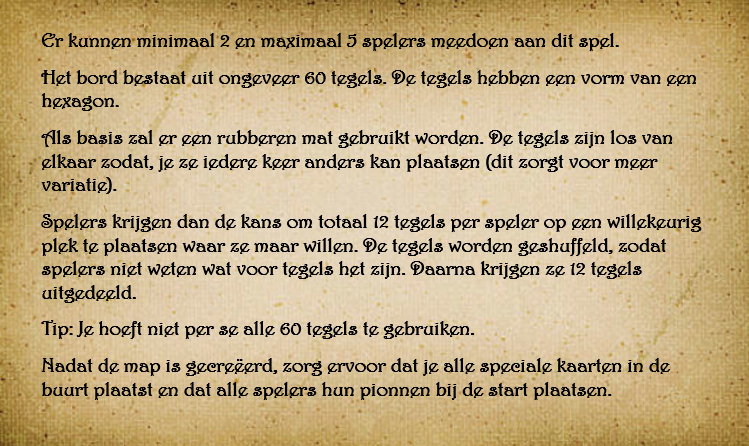 Er kunnen minimaal 2 en maximaal 5 spelers meedoen aan dit spel.
Het bord bestaat uit ongeveer 60 tegels. De tegels hebben een vorm van een
hexagon.
Als basis zal er een rubberen mat gebruikt worden. De tegels zijn los van
elkaar zodat, je ze iedere keer anders kan plaatsen (dit zorgt voor meer
variatie).
Spelers krijgen dan de kans om totaal 12 tegels per speler op een willekeurig
plek te plaatsen waar ze maar willen. De tegels worden geshuffeld, zodat
spelers niet weten wat voor tegels het zijn. Daarna krijgen ze 12 tegels
uitgedeeld.
Tip: Je hoeft niet per se alle 60 tegels te gebruiken.
Nadat de map is gecreëerd, zorg ervoor dat je alle speciale kaarten in de
buurt plaatst en dat alle spelers hun pionnen bij de start plaatsen.